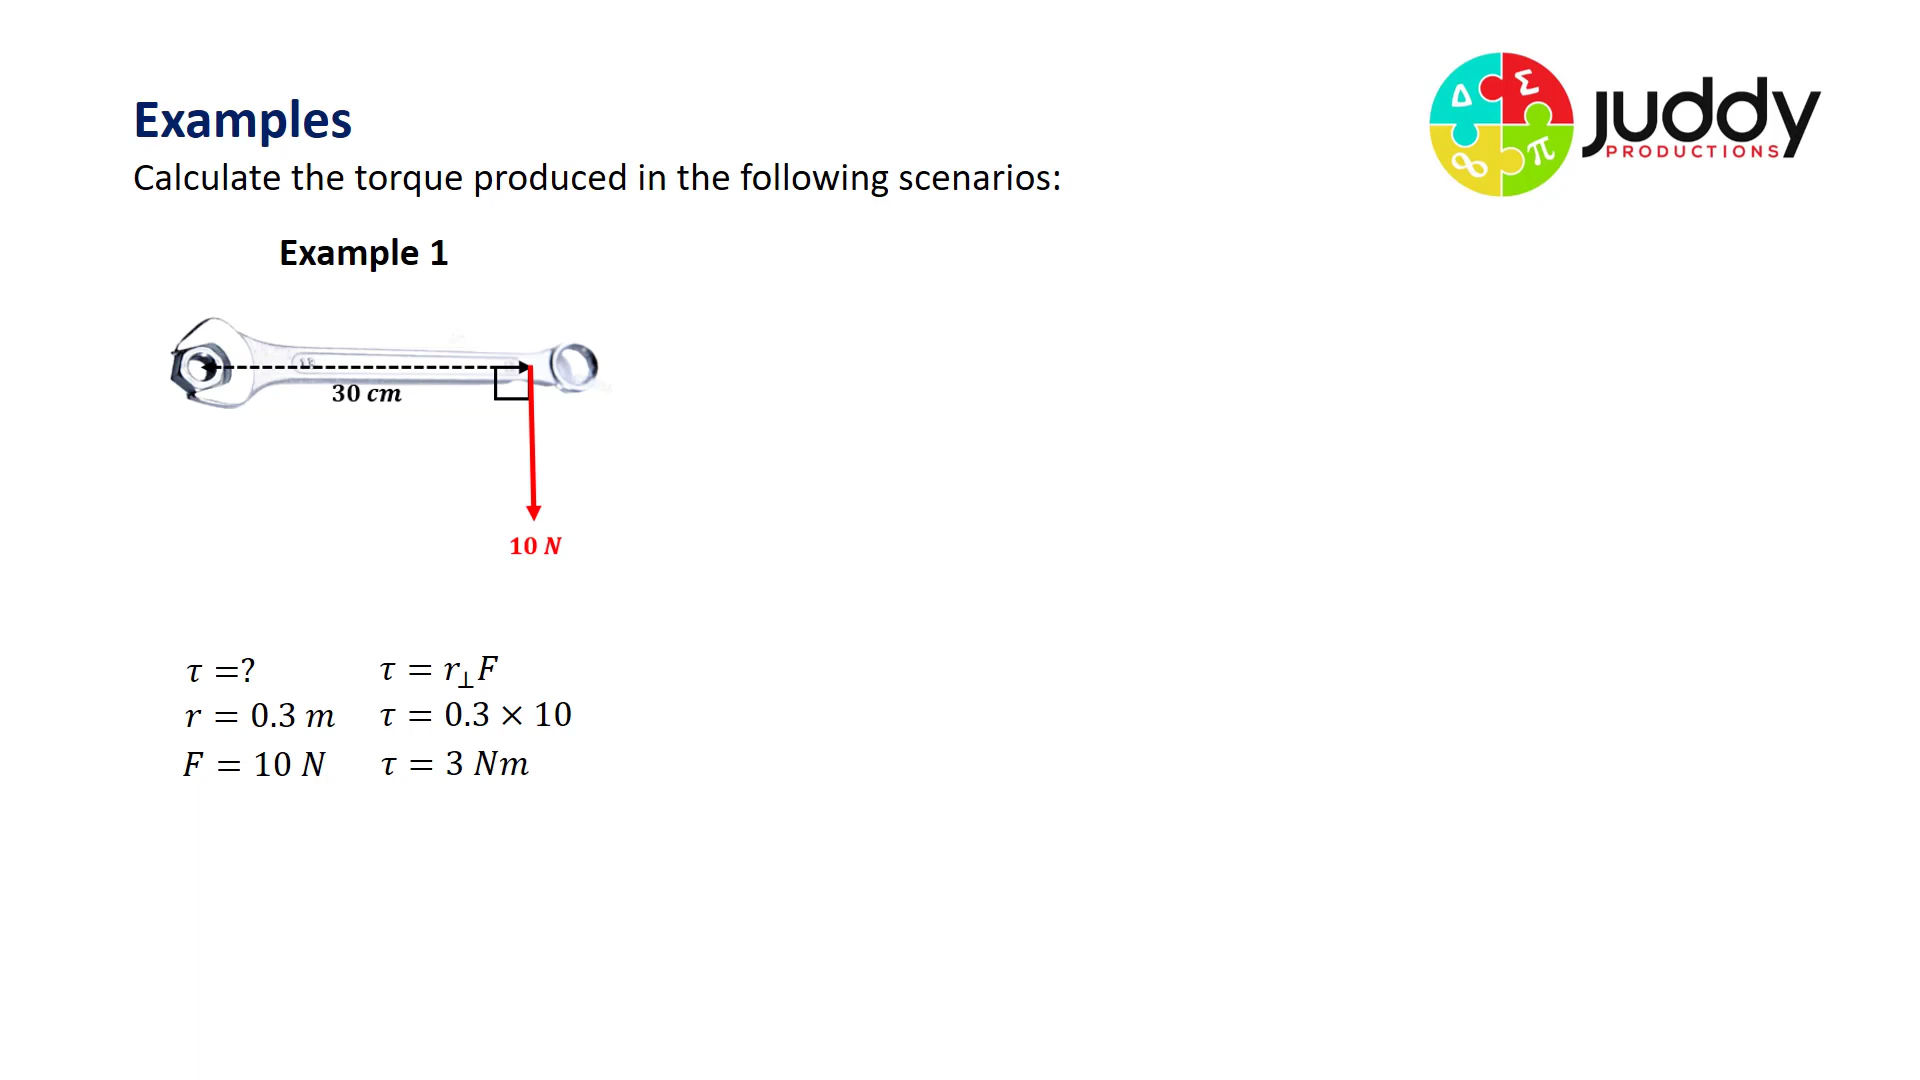 Δ Σ
∞ π
juddy
PRODUCTIONS
Examples
Calculate the torque produced in the following scenarios:
Example 1
30 cm
10 N
τ =? τ = r⊥F
r = 0.3 m τ = 0.3 × 10
F = 10 N τ = 3 Nm